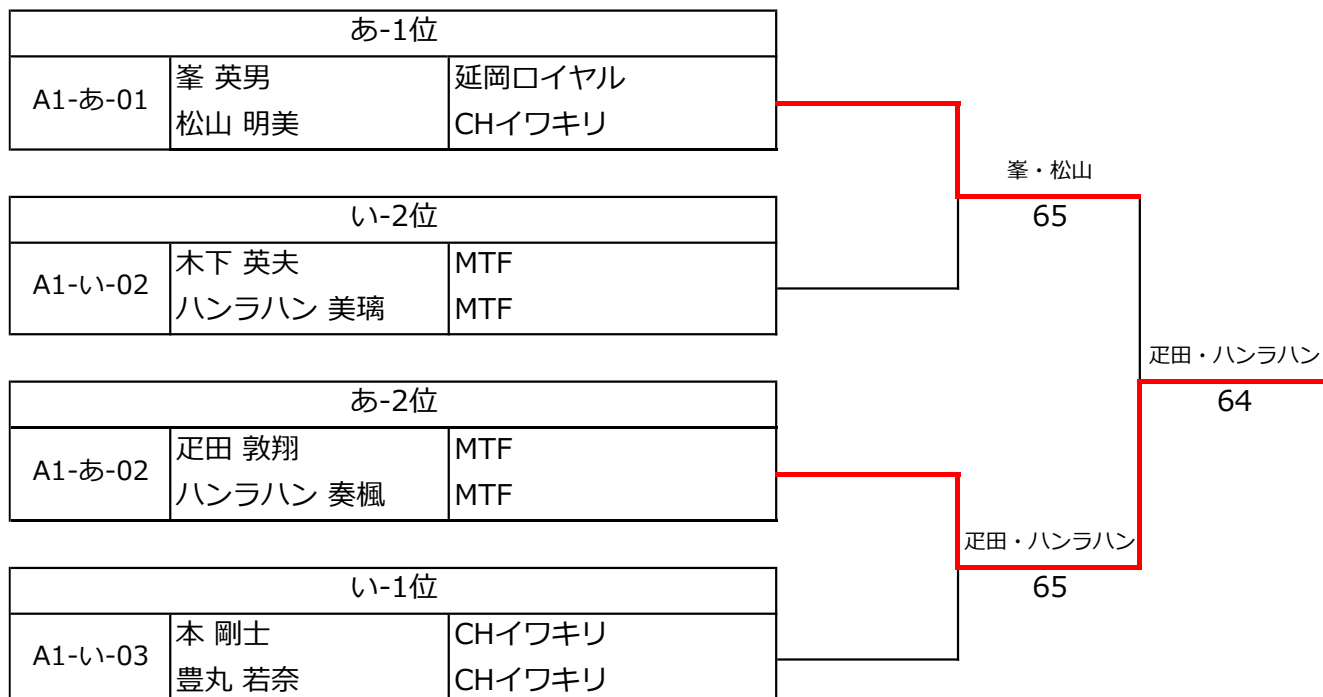 あ-1位
A1-あ-01
峯 英男 延岡ロイヤル
松山 明美 CHイワキリ
峯・松山
65
い-2位
A1-い-02
木下 英夫 MTF
ハンラハン 美璃 MTF
疋田・ハンラハン
64
あ-2位
A1-あ-02
疋田 敦翔 MTF
ハンラハン 奏楓 MTF
疋田・ハンラハン
65
い-1位
A1-い-03
本 剛士 CHイワキリ
豊丸 若奈 CHイワキリ